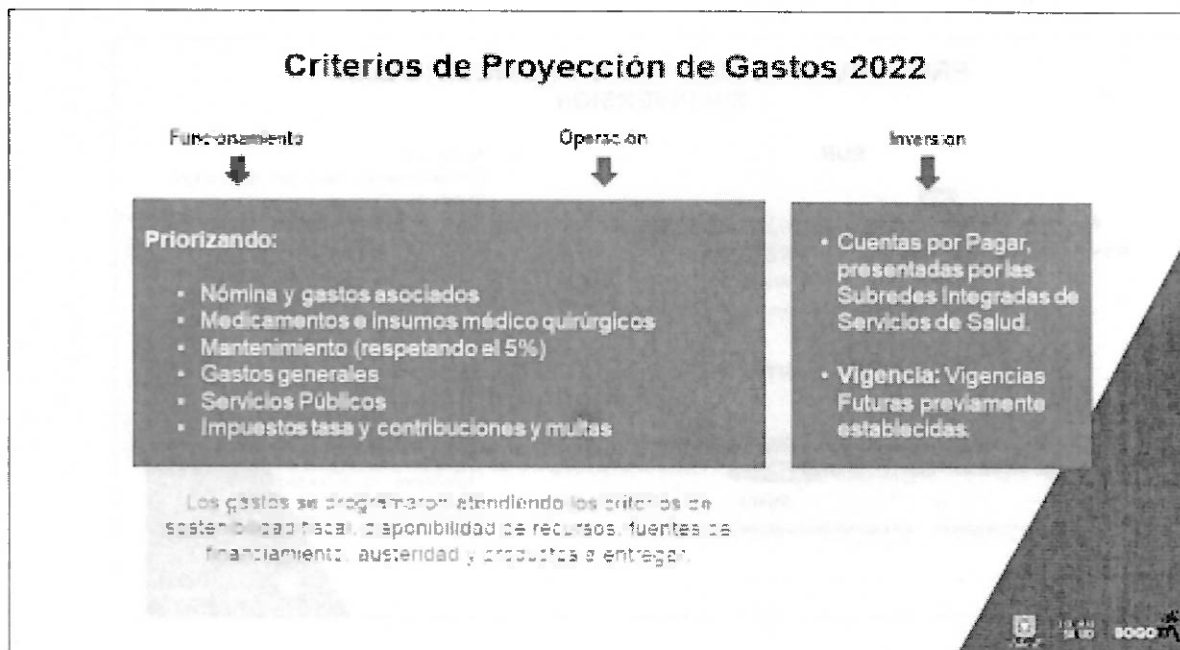 Criterios de Proyección de Gastos 2022
Funcionamiento
Operación
Inversión
Priorizando:
• Nómina y gastos asociados
• Medicamentos e insumos médico quirúrgicos
• Mantenimiento (respetando el 5%)
• Gastos generales
• Servicios Públicos
• Impuestos tasa y contribuciones y multas
• Cuentas por Pagar,
presentadas por las
Subredes Integradas de
Servicios de Salud.
• Vigencia: Vigencias
Futuras previamente
establecidas.
Los gastos se programaron atendiendo los criterios de
sostenibilidad fiscal, disponibilidad de recursos, fuentes de
financiamiento, austeridad y productos a entregar.
SALUD
BOGOTÁ